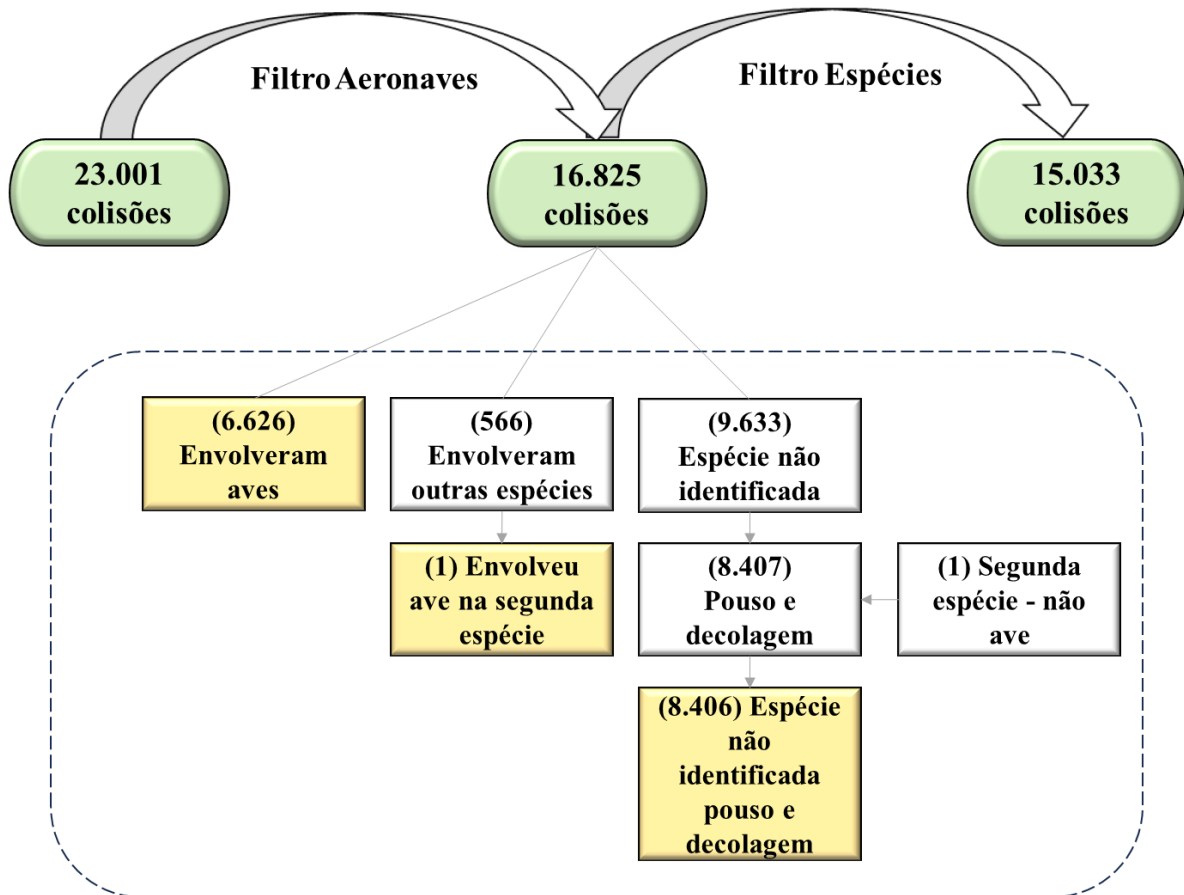 Filtro Aeronaves
Filtro Espécies
23.001
colisões
16.825
colisões
15.033
colisões
(6.626)
Envolveram
aves
(566)
Envolveram
outras espécies
(9.633)
Espécie não
identificada
(1) Envolveu
ave na segunda
espécie
(8.407)
Pouso e
decolagem
(1) Segunda
espécie - não
ave
(8.406) Espécie
não
identificada
pouso e
decolagem